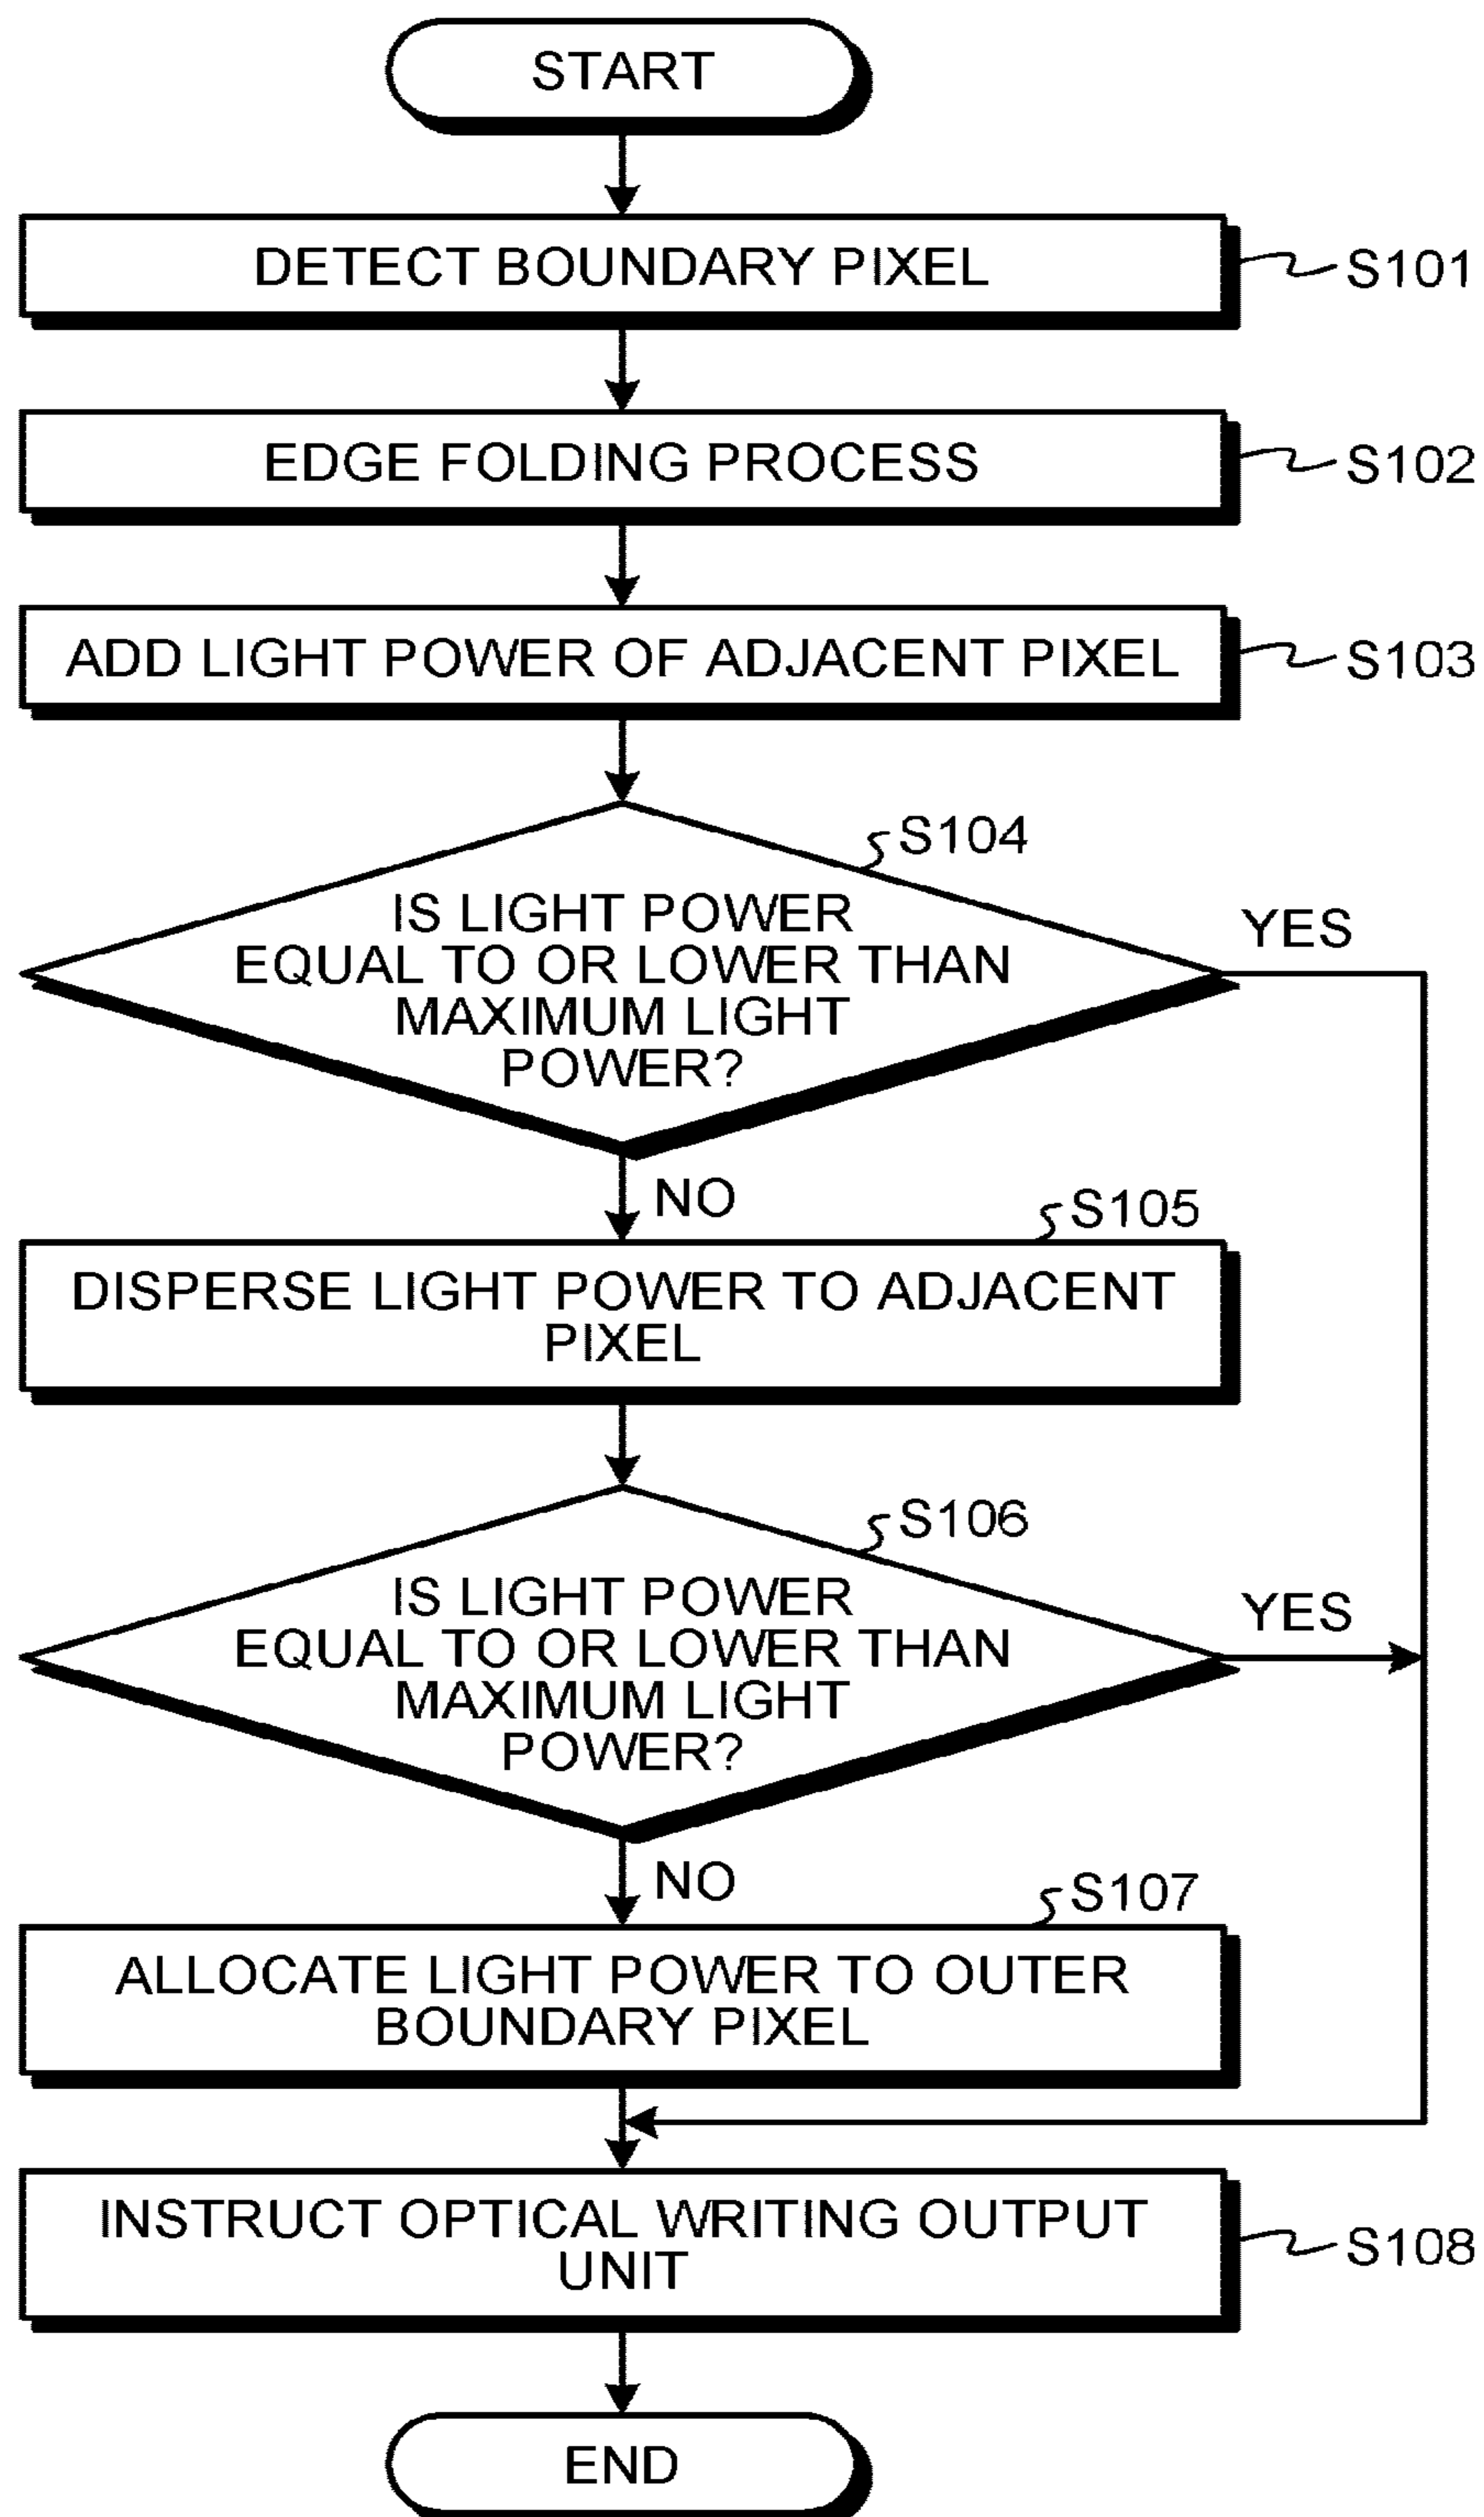 START
DETECT BOUNDARY PIXEL
S101
EDGE FOLDING PROCESS
S102
ADD LIGHT POWER OF ADJACENT PIXEL
S103
S104
IS LIGHT POWER
EQUAL TO OR LOWER THAN
MAXIMUM LIGHT
POWER?
YES
NO
S105
DISPERSE LIGHT POWER TO ADJACENT
PIXEL
S106
IS LIGHT POWER
EQUAL TO OR LOWER THAN
MAXIMUM LIGHT
POWER?
YES
NO
S107
ALLOCATE LIGHT POWER TO OUTER
BOUNDARY PIXEL
INSTRUCT OPTICAL WRITING OUTPUT
UNIT
S108
END